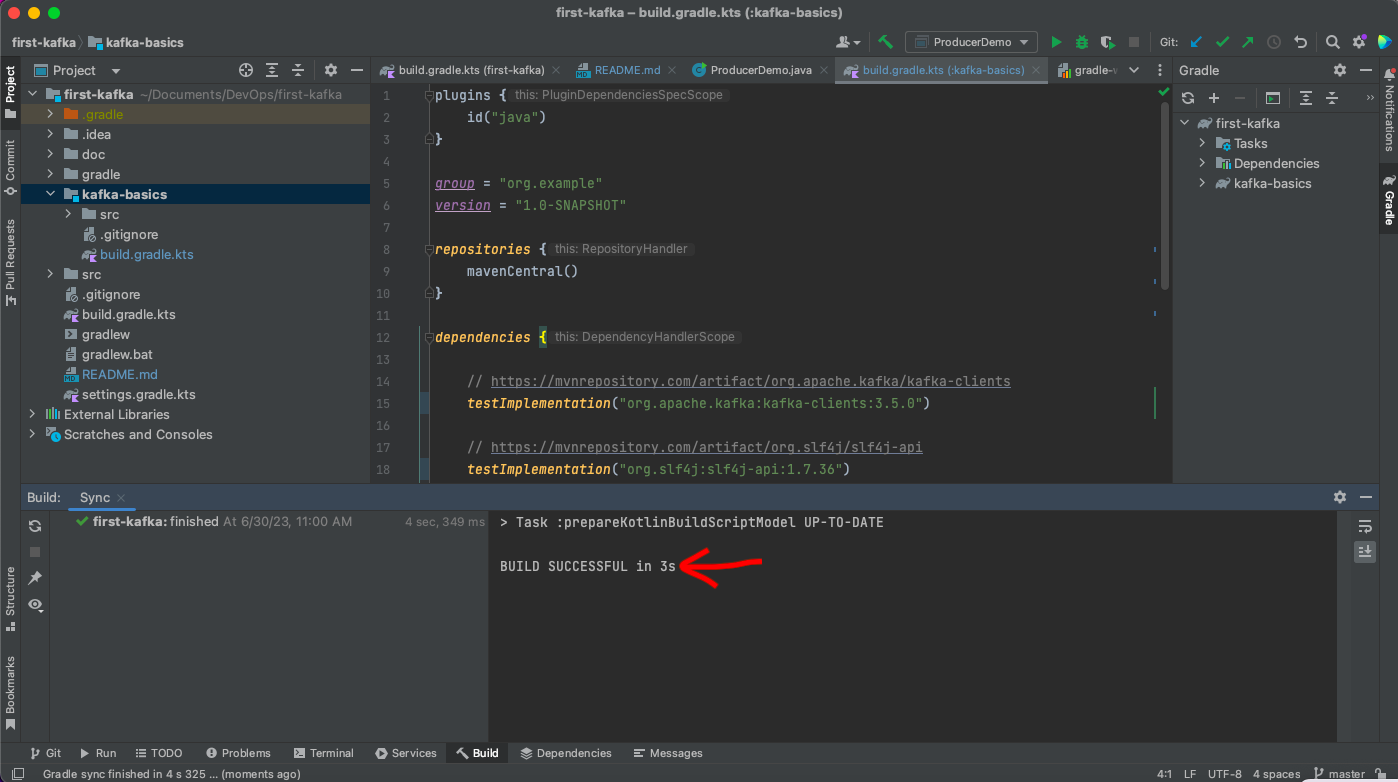 first-kafka – build.gradle.kts (:kafka-basics)
first-kafka
kafka-basics
ProducerDemo
Git:
Project
build.gradle.kts (first-kafka)
README.md
ProducerDemo.java
build.gradle.kts (:kafka-basics)
gradle-
Gradle
Project
Commit
Pull Requests
Structure
Bookmarks
first-kafka ~/Documents/DevOps/first-kafka
.gradle
.idea
doc
gradle
kafka-basics
src
.gitignore
build.gradle.kts
src
.gitignore
build.gradle.kts
gradlew
gradlew.bat
README.md
settings.gradle.kts
External Libraries
Scratches and Consoles
1 plugins { this: PluginDependenciesSpecScope
2 id("java")
3 }
4
5 group = "org.example"
6 version = "1.0-SNAPSHOT"
7
8 repositories { this: RepositoryHandler
9 mavenCentral()
10 }
11
12 dependencies { this: DependencyHandlerScope
13
14 // https://mvnrepository.com/artifact/org.apache.kafka/kafka-clients
15 testImplementation("org.apache.kafka:kafka-clients:3.5.0")
16
17 // https://mvnrepository.com/artifact/org.slf4j/slf4j-api
18 testImplementation("org.slf4j:slf4j-api:1.7.36")
first-kafka
Tasks
Dependencies
kafka-basics
Notifications
Gradle
Build: Sync
first-kafka: finished At 6/30/23, 11:00 AM 4 sec, 349 ms
> Task :prepareKotlinBuildScriptModel UP-TO-DATE
BUILD SUCCESSFUL in 3s
Git Run TODO Problems Terminal Services Build Dependencies Messages
Gradle sync finished in 4 s 325 ... (moments ago) 4:1 LF UTF-8 4 spaces master